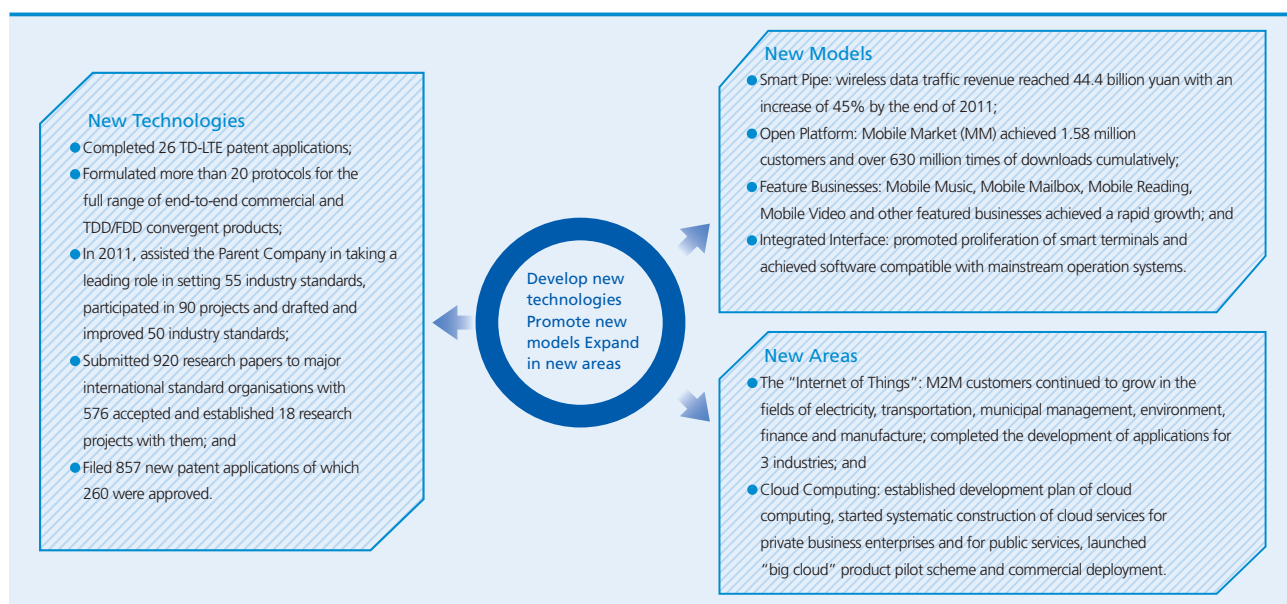 New Technologies
● Completed 26 TD-LTE patent applications;
● Formulated more than 20 protocols for the
full range of end-to-end commercial and
TDD/FDD convergent products;
● In 2011, assisted the Parent Company in taking a
leading role in setting 55 industry standards,
participated in 90 projects and drafted and
improved 50 industry standards;
● Submitted 920 research papers to major
international standard organisations with
576 accepted and established 18 research
projects with them; and
● Filed 857 new patent applications of which
260 were approved.
Develop new
technologies
Promote new
models Expand
in new areas
New Models
● Smart Pipe: wireless data traffic revenue reached 44.4 billion yuan with an
increase of 45% by the end of 2011;
● Open Platform: Mobile Market (MM) achieved 1.58 million
customers and over 630 million times of downloads cumulatively;
● Feature Businesses: Mobile Music, Mobile Mailbox, Mobile Reading,
Mobile Video and other featured businesses achieved a rapid growth; and
● Integrated Interface: promoted proliferation of smart terminals and
achieved software compatible with mainstream operation systems.
New Areas
● The “Internet of Things”: M2M customers continued to grow in the
fields of electricity, transportation, municipal management, environment,
finance and manufacture; completed the development of applications for
3 industries; and
● Cloud Computing: established development plan of cloud
computing, started systematic construction of cloud services for
private business enterprises and for public services, launched
“big cloud” product pilot scheme and commercial deployment.